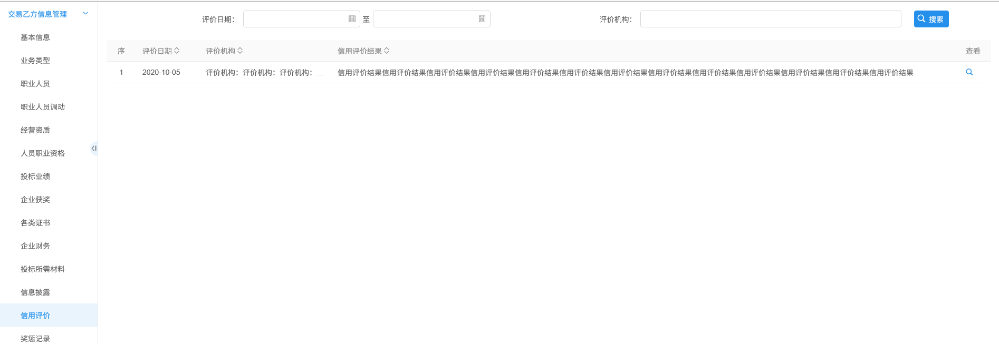 交易乙方信息管理
基本信息
业务类型
职业人员
职业人员调动
经营资质
人员职业资格
投标业绩
企业获奖
各类证书
企业财务
投标所需材料
信息披露
信用评价
奖惩记录
评价日期： 至 评价机构： 搜索
序 评价日期 评价机构 信用评价结果 查看
1 2020-10-05 评价机构：评价机构：评价机构：... 信用评价结果信用评价结果信用评价结果信用评价结果信用评价结果信用评价结果信用评价结果信用评价结果信用评价结果信用评价结果信用评价结果信用评价结果信用评价结果